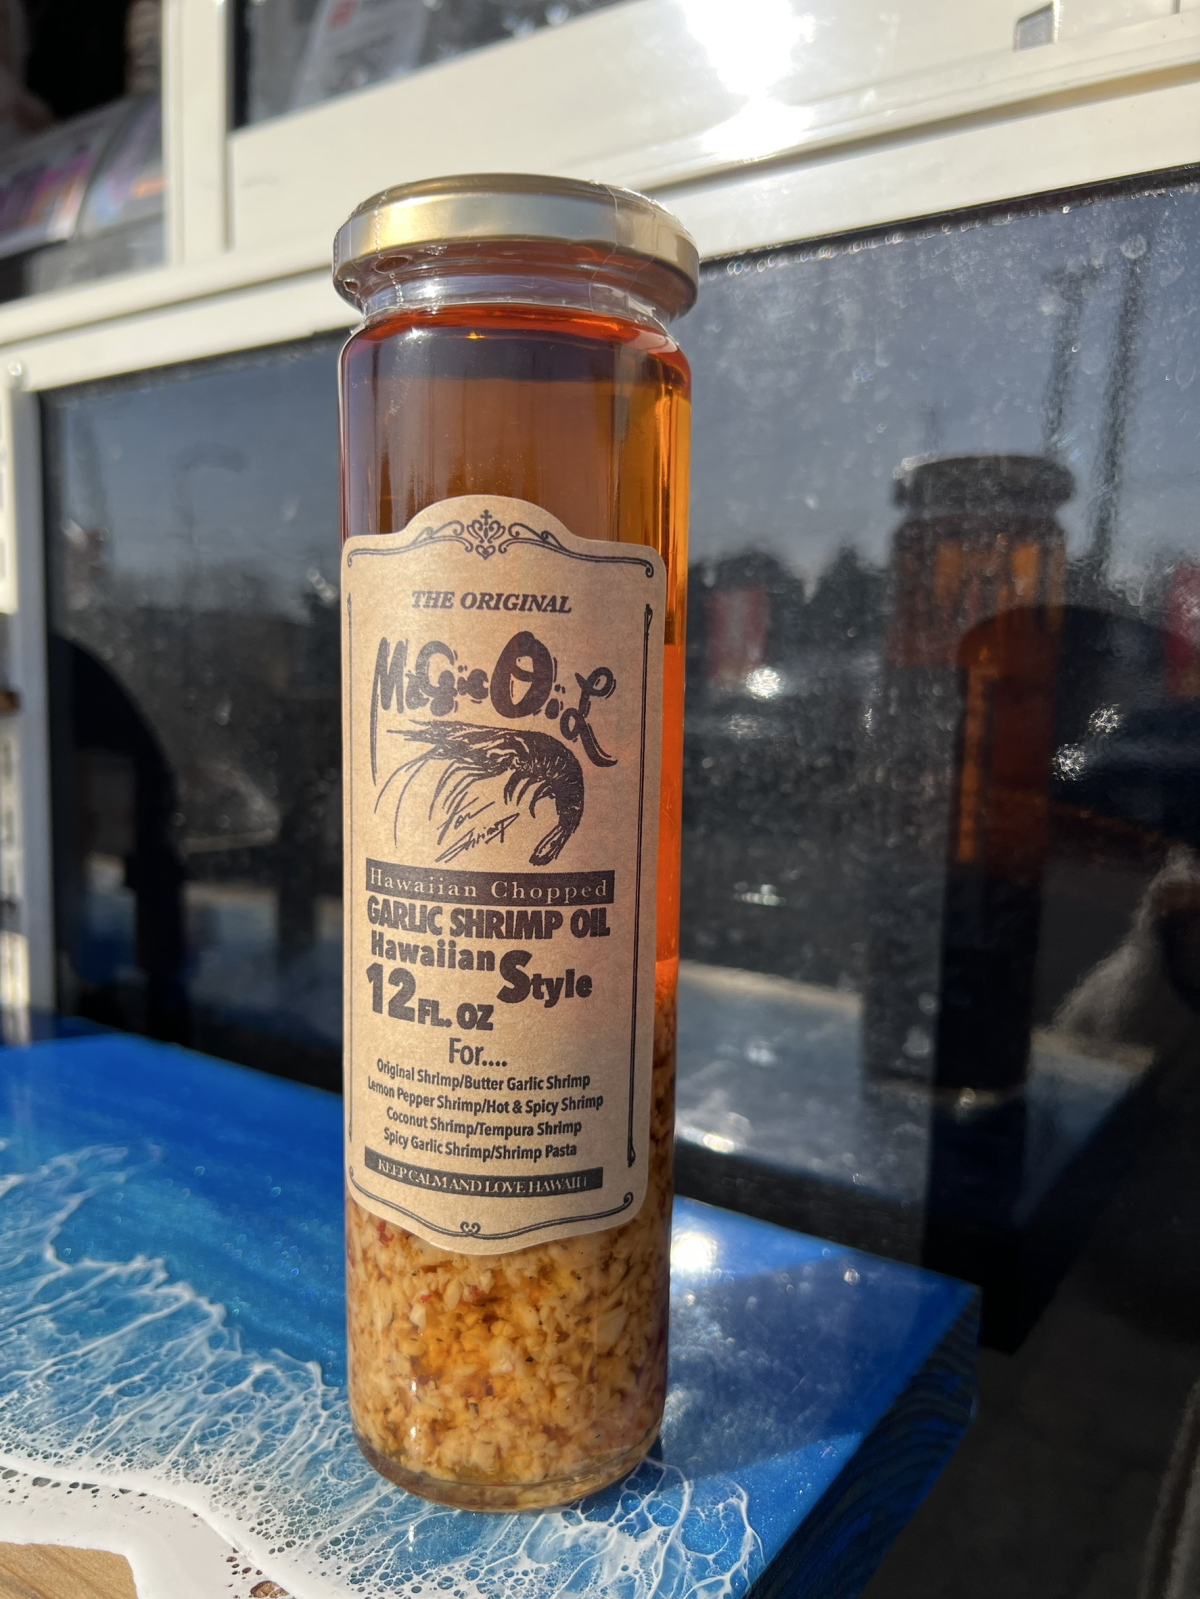 THE ORIGINAL
MaGic OiL
For
Shrimp
Hawaiian Chopped
GARLIC SHRIMP OIL
Hawaiian Style
12 FL. OZ
For....
Original Shrimp/Butter Garlic Shrimp
Lemon Pepper Shrimp/Hot & Spicy Shrimp
Coconut Shrimp/Tempura Shrimp
Spicy Garlic Shrimp/Shrimp Pasta
KEEP CALM AND LOVE HAWAII